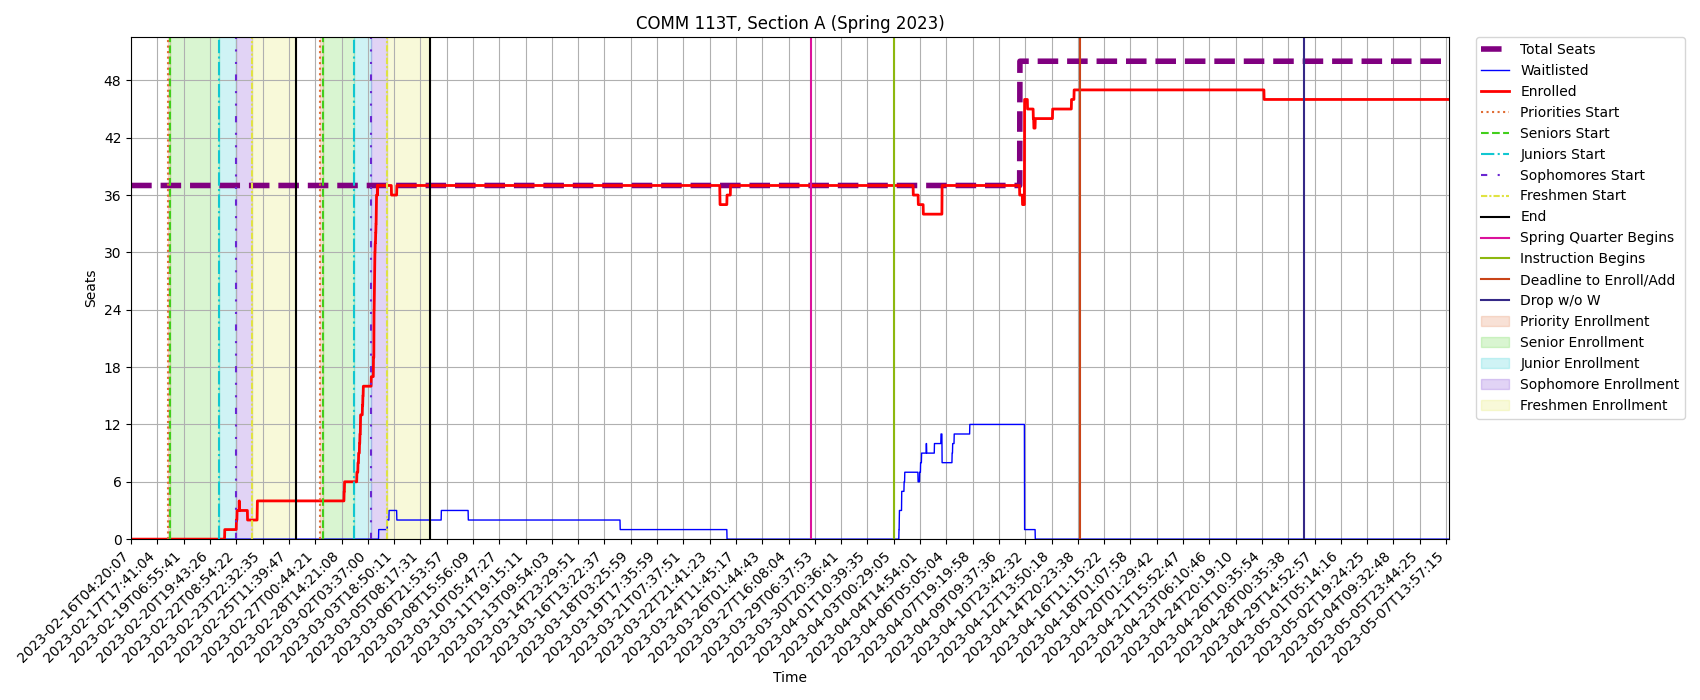 COMM 113T, Section A (Spring 2023)
Seats
48
42
36
30
24
18
12
6
0
2023-02-16T04:20:07
2023-02-17T17:41:04
2023-02-19T06:55:41
2023-02-20T19:43:26
2023-02-22T08:54:22
2023-02-23T22:32:35
2023-02-25T11:39:47
2023-02-27T00:44:21
2023-02-28T14:21:08
2023-03-02T03:37:00
2023-03-03T18:50:11
2023-03-05T08:17:31
2023-03-06T21:53:57
2023-03-08T15:56:09
2023-03-10T05:47:27
2023-03-11T19:15:11
2023-03-13T09:54:03
2023-03-14T23:29:51
2023-03-16T13:22:37
2023-03-18T03:25:59
2023-03-19T17:35:59
2023-03-21T07:37:51
2023-03-22T21:41:23
2023-03-24T11:45:17
2023-03-26T01:44:43
2023-03-27T16:08:04
2023-03-29T06:37:53
2023-03-30T20:36:41
2023-04-01T10:39:35
2023-04-03T00:29:05
2023-04-04T14:54:01
2023-04-06T05:05:04
2023-04-07T19:19:58
2023-04-09T09:37:36
2023-04-10T23:42:32
2023-04-12T13:50:18
2023-04-14T20:23:38
2023-04-16T11:15:22
2023-04-18T01:07:58
2023-04-20T01:29:42
2023-04-21T15:52:47
2023-04-23T06:10:46
2023-04-24T20:19:10
2023-04-26T10:35:54
2023-04-28T00:35:38
2023-04-29T14:52:57
2023-05-01T05:14:16
2023-05-02T19:24:25
2023-05-04T09:32:48
2023-05-05T23:44:25
2023-05-07T13:57:15
Time
Total Seats
Waitlisted
Enrolled
Priorities Start
Seniors Start
Juniors Start
Sophomores Start
Freshmen Start
End
Spring Quarter Begins
Instruction Begins
Deadline to Enroll/Add
Drop w/o W
Priority Enrollment
Senior Enrollment
Junior Enrollment
Sophomore Enrollment
Freshmen Enrollment